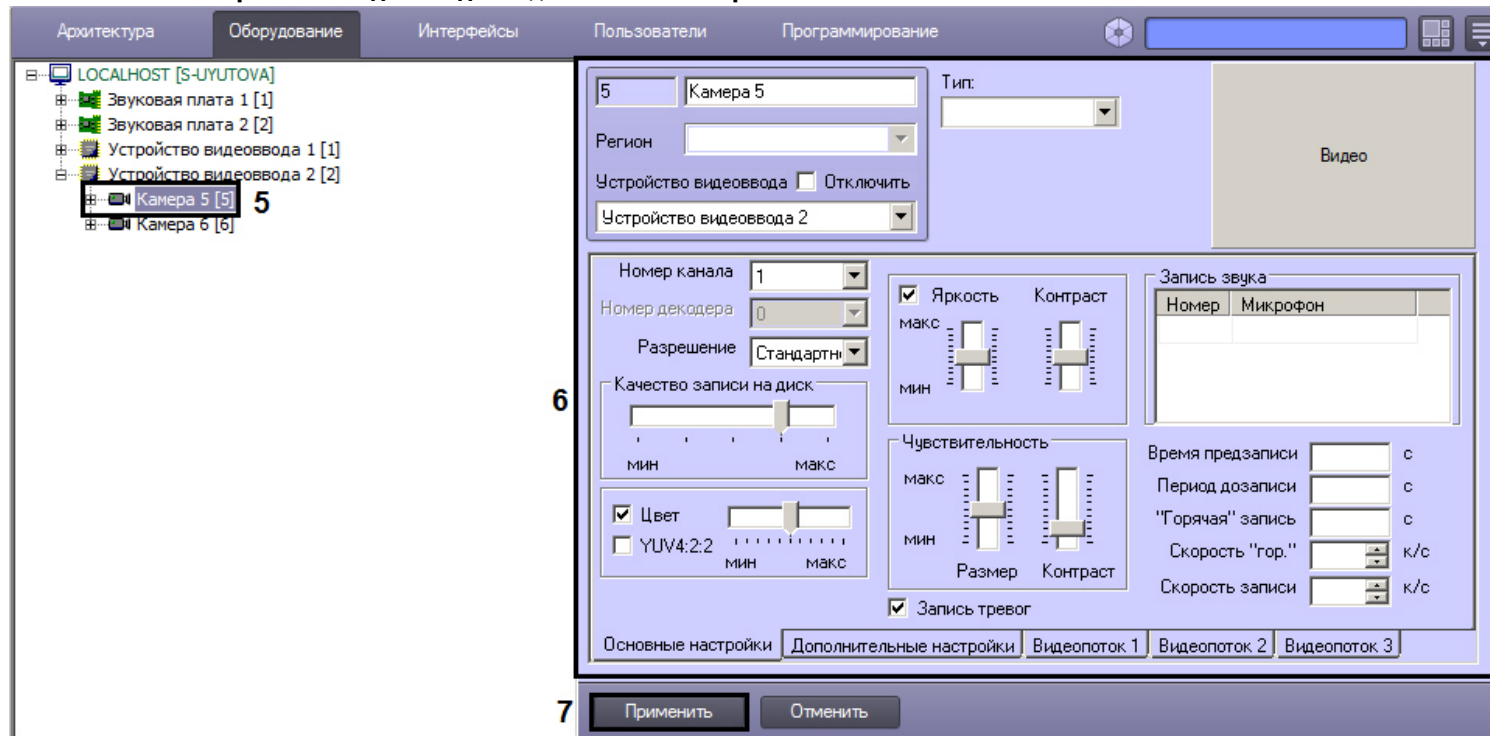 Архитектура Оборудование Интерфейсы Пользователи Программирование
LOCALHOST [S-UYUTOVA]
Звуковая плата 1 [1]
Звуковая плата 2 [2]
Устройство видеоввода 1 [1]
Устройство видеоввода 2 [2]
Камера 5 [5] 5
Камера 6 [6]
5 Камера 5 Тип:
Регион
Видео
Устройство видеоввода Отключить
Устройство видеоввода 2
Номер канала 1
Номер декодера 0
Разрешение Стандартн
Качество записи на диск
мин макс
6
Цвет
YUV4:2:2
мин макс
Яркость Контраст
макс
мин
Чувствительность
макс
мин
Размер Контраст
Запись тревог
Запись звука
Номер Микрофон
Время предзаписи с
Период дозаписи с
"Горячая" запись с
Скорость "гор." к/с
Скорость записи к/с
Основные настройки Дополнительные настройки Видеопоток 1 Видеопоток 2 Видеопоток 3
7 Применить Отменить